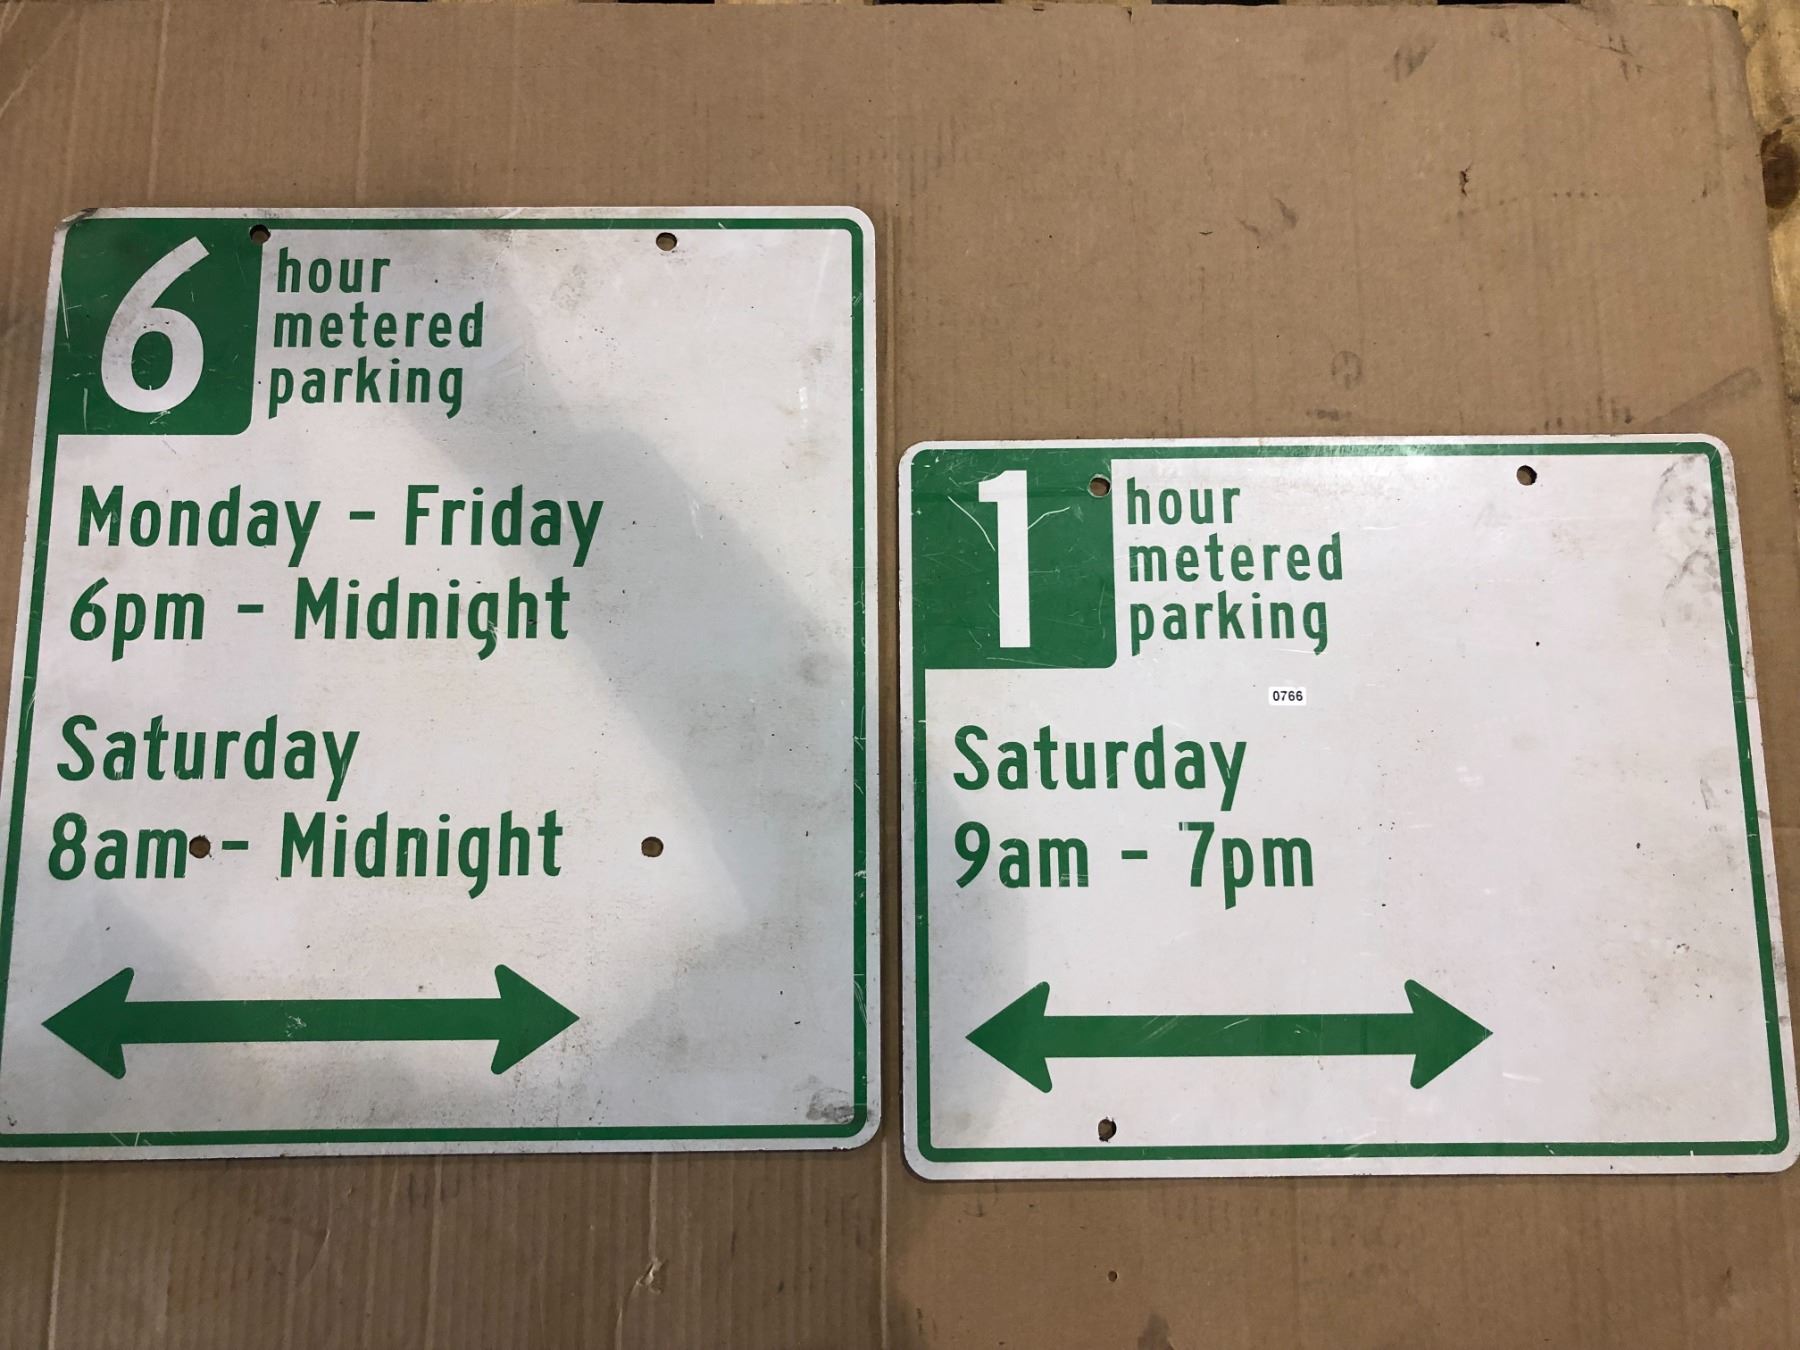 6
hour
metered
parking
Monday - Friday
6pm - Midnight
Saturday
8am - Midnight
1
hour
metered
parking
0766
Saturday
9am - 7pm